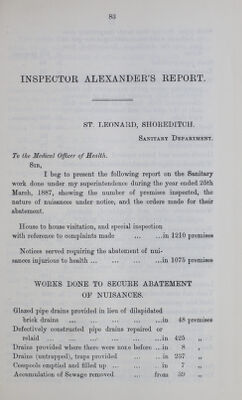 83
INSPECTOR ALEXANDER'S REPORT.
ST. LEONARD, SHOREDITCH.
SANITARY DEPARTMENT.
To the Medical Officer of Health.
SIR,
I beg to present the following report on the Sanitary
work done under my superintendence during the year ended 25th
March, 1887, showing the number of premises inspected, the
nature of nuisances under notice, and the orders made for their
abatement.
House to house visitation, and special inspection
with reference to complaints made ... ...in 1210 premises
Notices served requiring the abatement of nui-
sances injurious to health ... ... ... ...in 1075 premises
WORKS DONE TO SECURE ABATEMENT
OF NUISANCES.
Glazed pipe drains provided in lieu of dilapidated
brick drains ... ... ... ... ...in 48 premises
Defectively constructed pipe drains repaired or
relaid ... ... ... ... ... ...in 425 „
Drains provided where there were none before ...in 8 „
Drains (untrapped), traps provided ... ...in 257 „
Cesspools emptied and filled up ... ... ...in 7 „
Accumulation of Sewage removed ... from 39 „